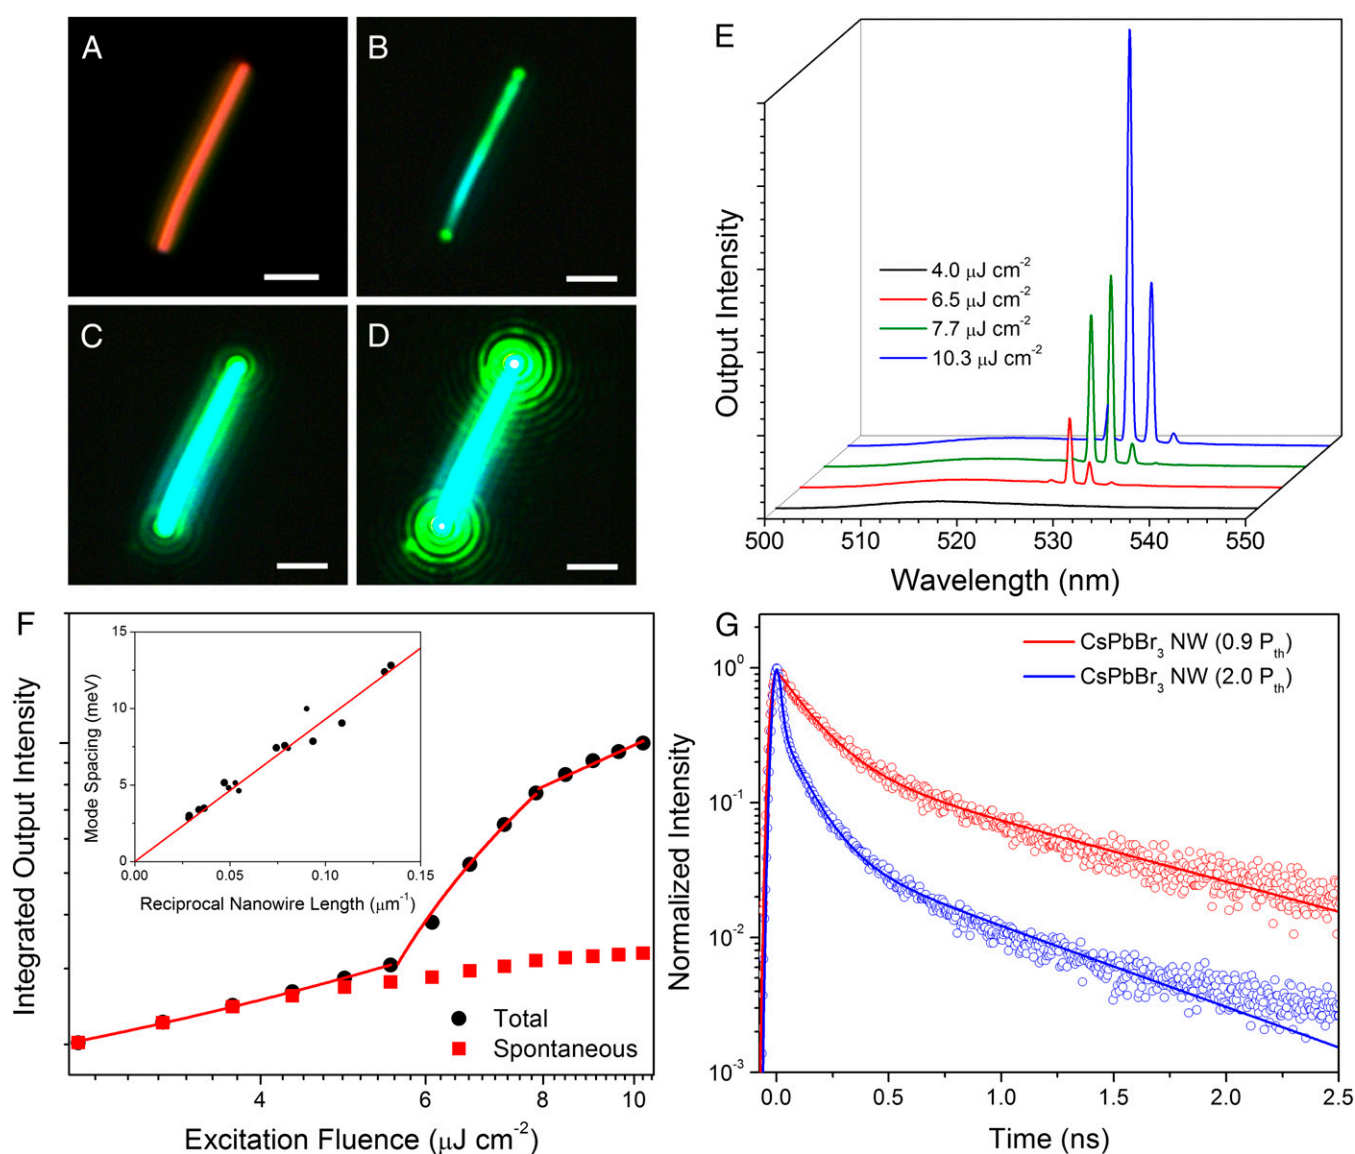 A
B
C
D
E
Output Intensity
4.0 μJ cm⁻²
6.5 μJ cm⁻²
7.7 μJ cm⁻²
10.3 μJ cm⁻²
500 510 520 530 540 550
Wavelength (nm)
F
Integrated Output Intensity
15
10
5
0
Mode Spacing (meV)
0.00 0.05 0.10 0.15
Reciprocal Nanowire Length (μm⁻¹)
Total
Spontaneous
4 6 8 10
Excitation Fluence (μJ cm⁻²)
G
Normalized Intensity
CsPbBr₃ NW (0.9 Pₜₕ)
CsPbBr₃ NW (2.0 Pₜₕ)
10⁰
10⁻¹
10⁻²
10⁻³
0.0 0.5 1.0 1.5 2.0 2.5
Time (ns)